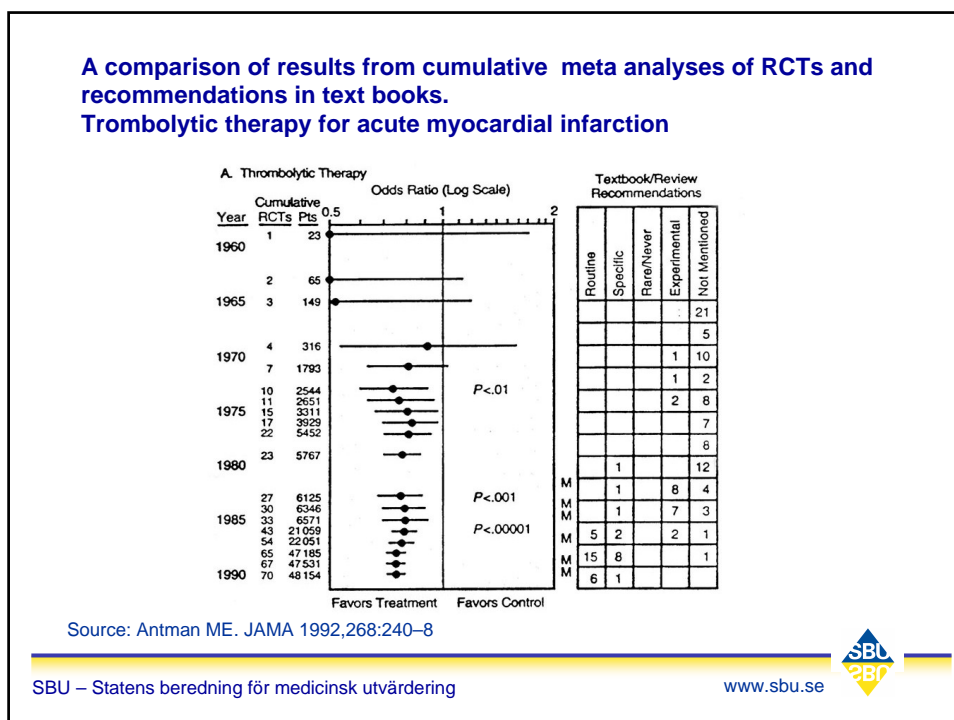 A comparison of results from cumulative  meta analyses of RCTs and
recommendations in text books.
Trombolytic therapy for acute myocardial infarction
A. Thrombolytic Therapy
Odds Ratio (Log Scale)
Textbook/Review
Recommendations
Cumulative
Year RCTs Pts
0.5 1 2
Routine
Specific
Rare/Never
Experimental
Not Mentioned
1 23
1960
2 65
1965 3 149
21
5
4 316
1970
1 10
7 1793
1 2
10 2544 P<.01
11 2651
2 8
1975 15 3311
17 3929
7
22 5452
8
23 5767
1980
1 12
M
27 6125 P<.001
1 8 4
30 6346
M
1985 33 6571
M 1 7 3
43 21 059 P<.00001
54 22 051
M 5 2 2 1
65 47 185
67 47 531
M 15 8 1
1990 70 48 154
M
6 1
Favors Treatment Favors Control
Source: Antman ME. JAMA 1992,268:240–8
SBU – Statens beredning för medicinsk utvärdering
www.sbu.se
SBU
SBU